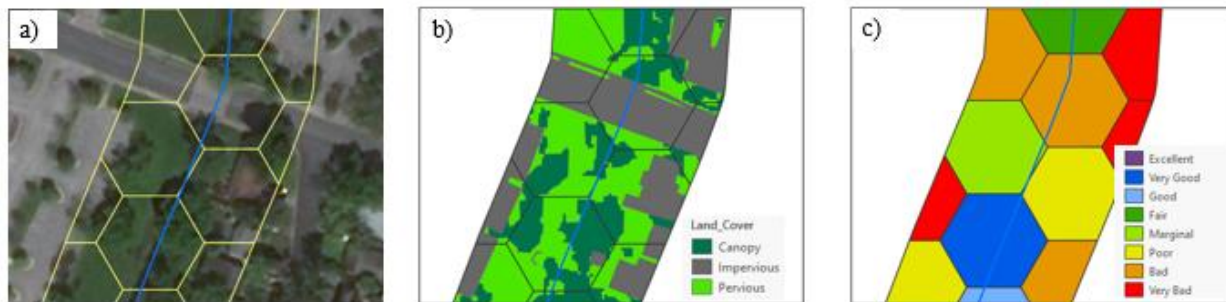 a)
b)
c)
Land_Cover
Canopy
Impervious
Pervious
Excellent
Very Good
Good
Fair
Marginal
Poor
Bad
Very Bad